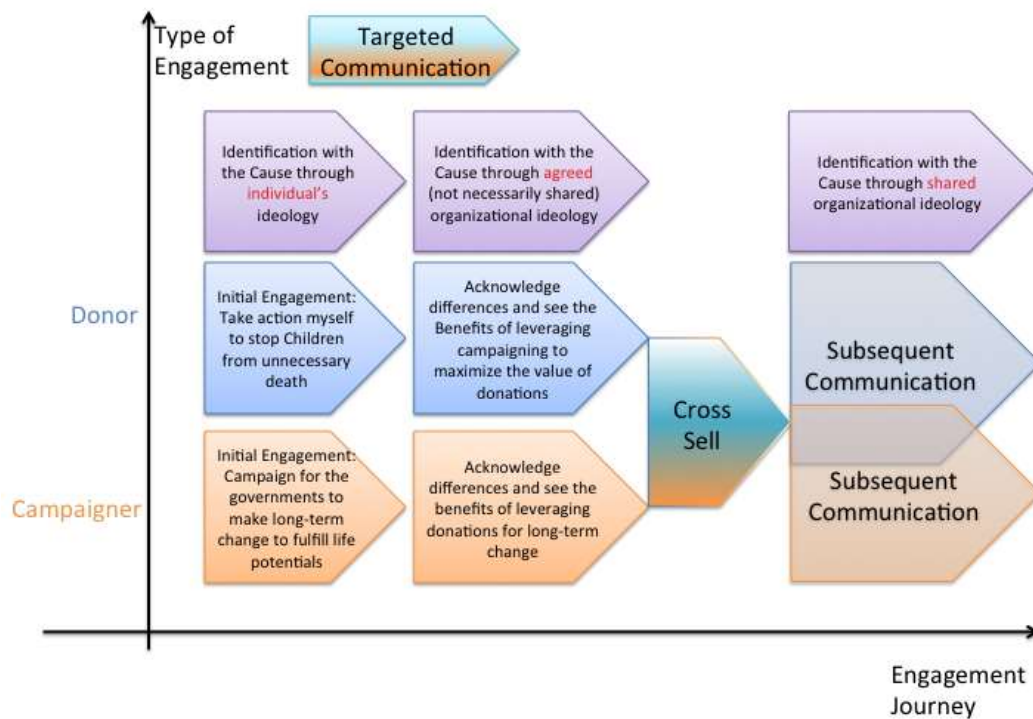 Type of
Engagement
Targeted
Communication
Identification with
the Cause through
individual's
ideology
Identification with the
Cause through agreed
(not necessarily shared)
organizational ideology
Identification with the
Cause through shared
organizational ideology
Donor
Initial Engagement:
Take action myself
to stop Children
from unnecessary
death
Acknowledge
differences and see the
Benefits of leveraging
campaigning to
maximize the value of
donations
Cross
Sell
Subsequent
Communication
Campaigner
Initial Engagement:
Campaign for the
governments to
make long-term
change to fulfill life
potentials
Acknowledge
differences and see the
benefits of leveraging
donations for long-term
change
Subsequent
Communication
Engagement
Journey